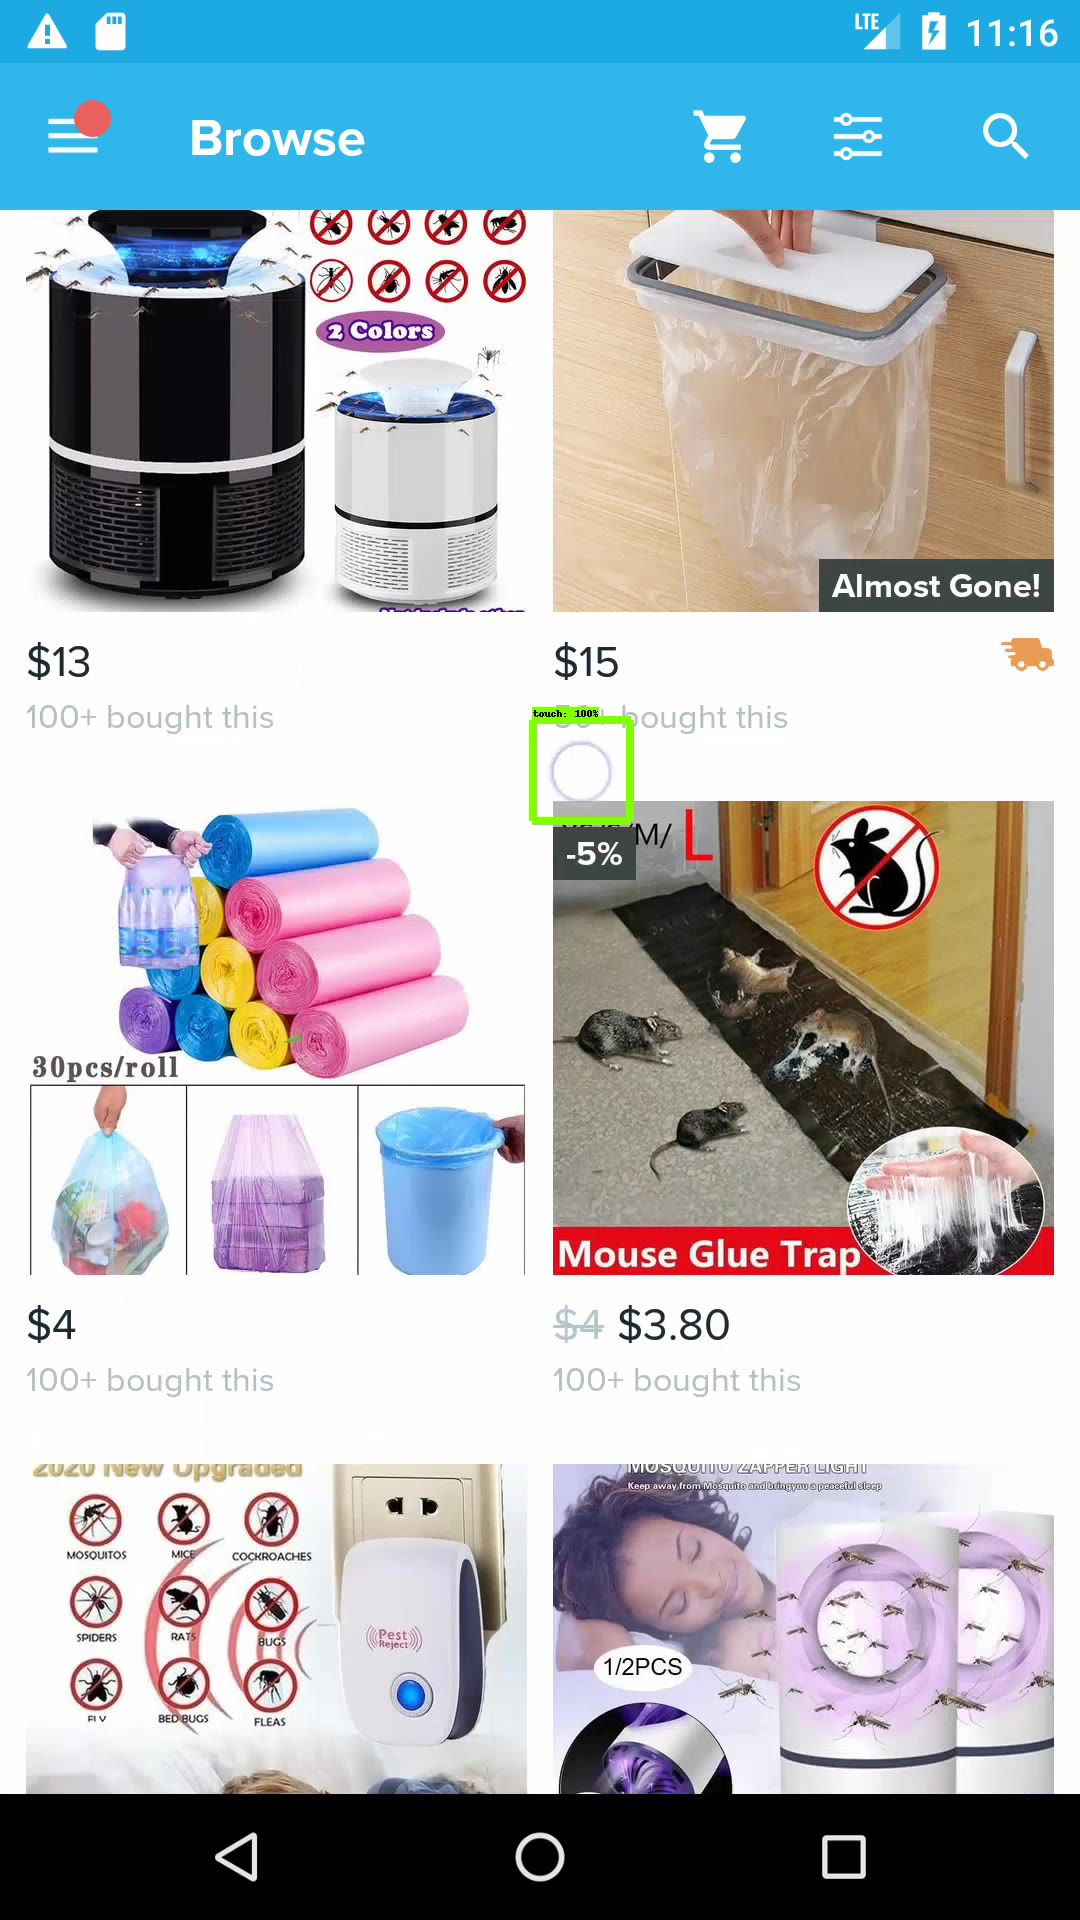 LTE
11:16
Browse
2 Colors
Almost Gone!
$13
$15
100+ bought this
bought this
touch: 100%
M/ L
-5%
30pcs/roll
Mouse Glue Trap
$4
$4 $3.80
100+ bought this
100+ bought this
2020 New Upgraded
MOSQUITO ZAPPER LIGHT
Keep away from Mosquito and bring you a peaceful sleep
MOSQUITOS
MICE
COCKROACHES
SPIDERS
RATS
BUGS
Pest
Reject
1/2PCS
FLY
BED BUGS
FLEAS